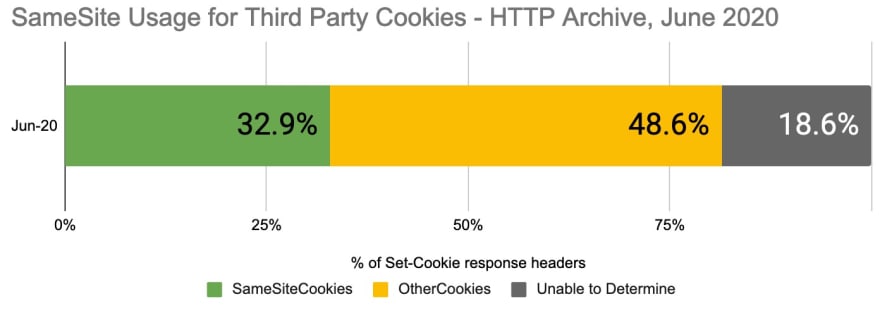 SameSite Usage for Third Party Cookies - HTTP Archive, June 2020
Jun-20 32.9% 48.6% 18.6%
0% 25% 50% 75%
% of Set-Cookie response headers
SameSiteCookies OtherCookies Unable to Determine